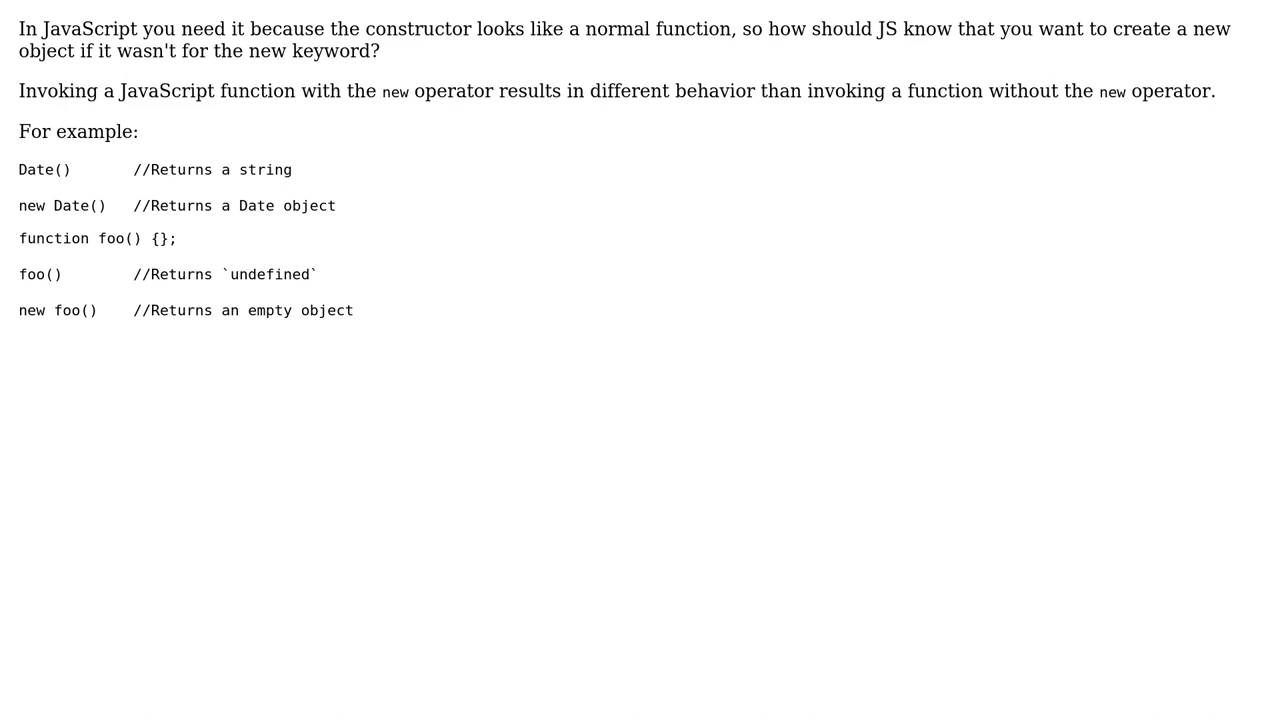 In JavaScript you need it because the constructor looks like a normal function, so how should JS know that you want to create a new
object if it wasn't for the new keyword?
Invoking a JavaScript function with the new operator results in different behavior than invoking a function without the new operator.
For example:
Date()       //Returns a string
new Date()   //Returns a Date object
function foo() {};
foo()        //Returns `undefined`
new foo()    //Returns an empty object